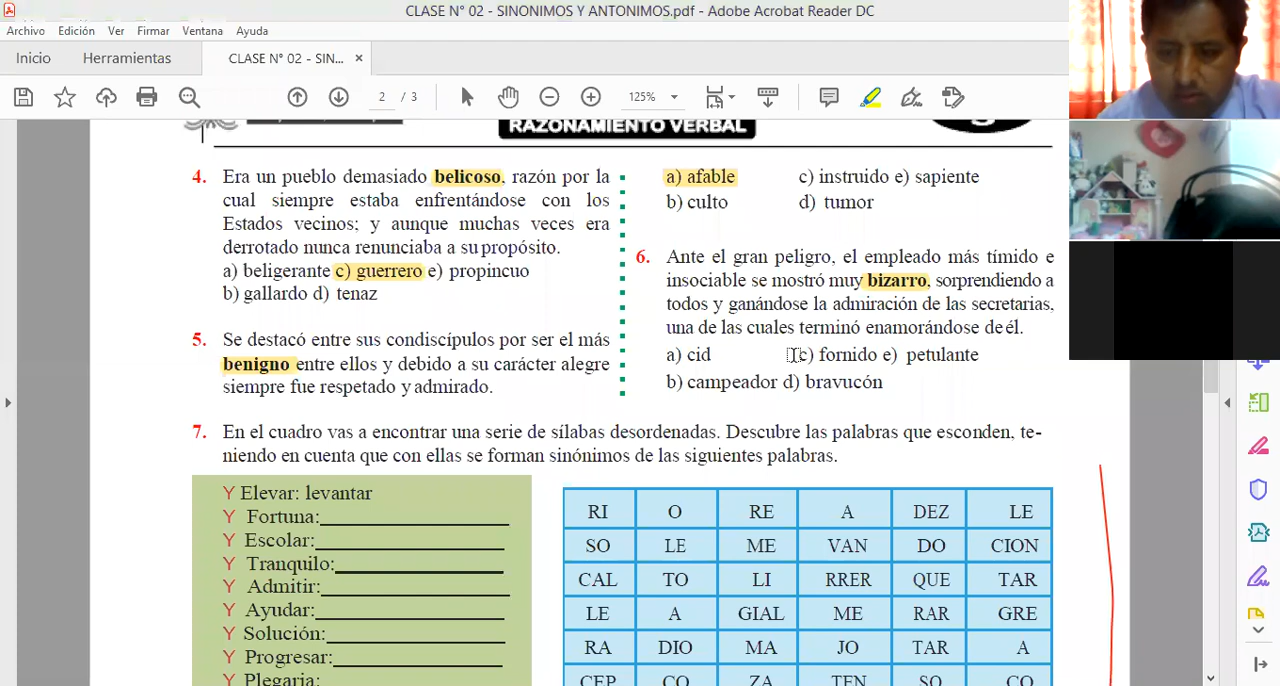 CLASE N° 02 - SINONIMOS Y ANTONIMOS.pdf - Adobe Acrobat Reader DC
Archivo Edición Ver Firmar Ventana Ayuda
Inicio Herramientas CLASE N° 02 - SIN... ×
2 / 3 125%
RAZONAMIENTO VERBAL
4. Era un pueblo demasiado belicoso, razón por la
cual siempre estaba enfrentándose con los
Estados vecinos; y aunque muchas veces era
derrotado nunca renunciaba a su propósito.
a) beligerante c) guerrero e) propincuo
b) gallardo d) tenaz
5. Se destacó entre sus condiscípulos por ser el más
benigno entre ellos y debido a su carácter alegre
siempre fue respetado y admirado.
a) afable c) instruido e) sapiente
b) culto d) tumor
6. Ante el gran peligro, el empleado más tímido e
insociable se mostró muy bizarro, sorprendiendo a
todos y ganándose la admiración de las secretarias,
una de las cuales terminó enamorándose de él.
a) cid c) fornido e) petulante
b) campeador d) bravucón
7. En el cuadro vas a encontrar una serie de sílabas desordenadas. Descubre las palabras que esconden, te-
niendo en cuenta que con ellas se forman sinónimos de las siguientes palabras.
Y Elevar: levantar
Y Fortuna:
Y Escolar:
Y Tranquilo:
Y Admitir:
Y Ayudar:
Y Solución:
Y Progresar:
Y Plegaria:
RI O RE A DEZ LE
SO LE ME VAN DO CION
CAL TO LI RRER QUE TAR
LE A GIAL ME RAR GRE
RA DIO MA JO TAR A
CEP CO ZA TEN SO CO